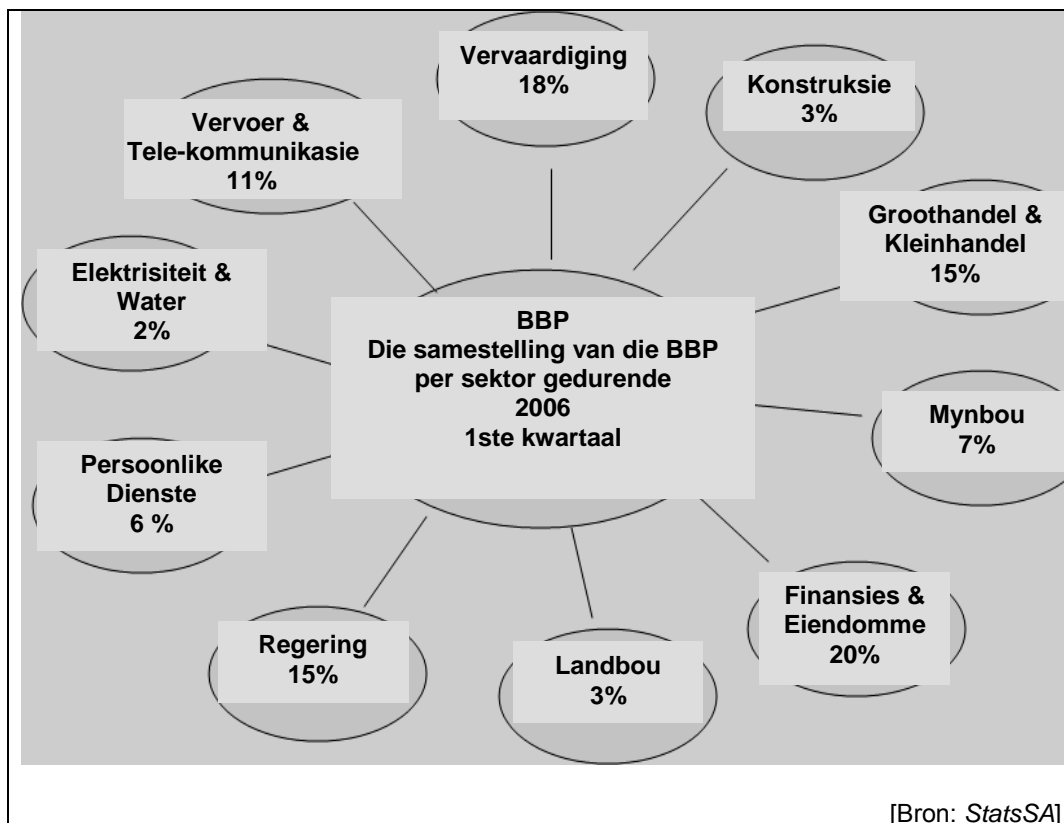 Vervaardiging
18%
Konstruksie
3%
Vervoer &
Tele-kommunikasie
11%
Groothandel &
Kleinhandel
15%
Elektrisiteit &
Water
2%
BBP
Die samestelling van die BBP
per sektor gedurende
2006
1ste kwartaal
Mynbou
7%
Persoonlike
Dienste
6 %
Finansies &
Eiendomme
20%
Regering
15%
Landbou
3%
[Bron: StatsSA]